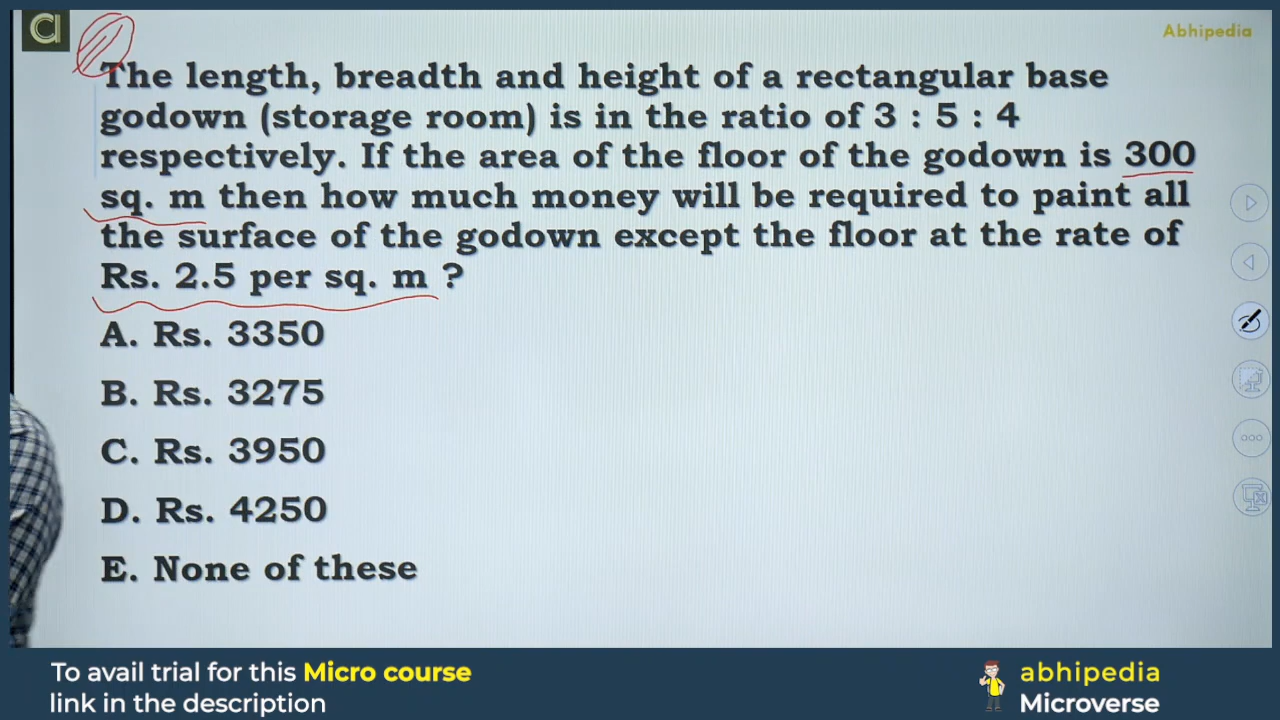 a
Abhipedia
The length, breadth and height of a rectangular base
godown (storage room) is in the ratio of 3 : 5 : 4
respectively. If the area of the floor of the godown is 300
sq. m then how much money will be required to paint all
the surface of the godown except the floor at the rate of
Rs. 2.5 per sq. m ?
A. Rs. 3350
B. Rs. 3275
C. Rs. 3950
D. Rs. 4250
E. None of these
To avail trial for this Micro course
link in the description
abhipedia
Microverse